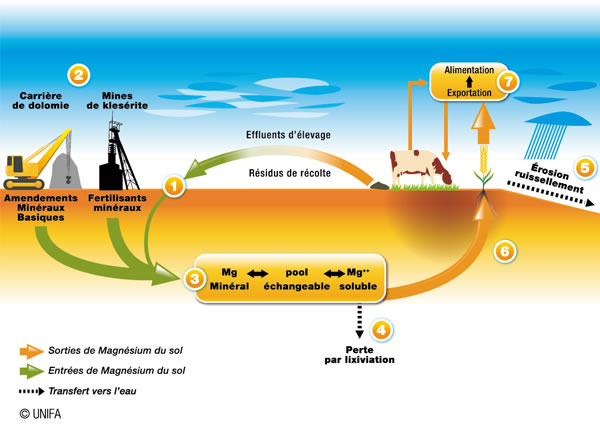 2
Carrière
de dolomie
Mines
de klesérite
Amendements
Minéraux
Basiques
Fertilisants
minéraux
Effluents d'élevage
Résidus de récolte
1
7
Alimentation
Exportation
5
Érosion
ruissellement
6
3
Mg
Minéral
pool
échangeable
Mg++
soluble
4
Perte
par lixiviation
Sorties de Magnésium du sol
Entrées de Magnésium du sol
Transfert vers l'eau
© UNIFA